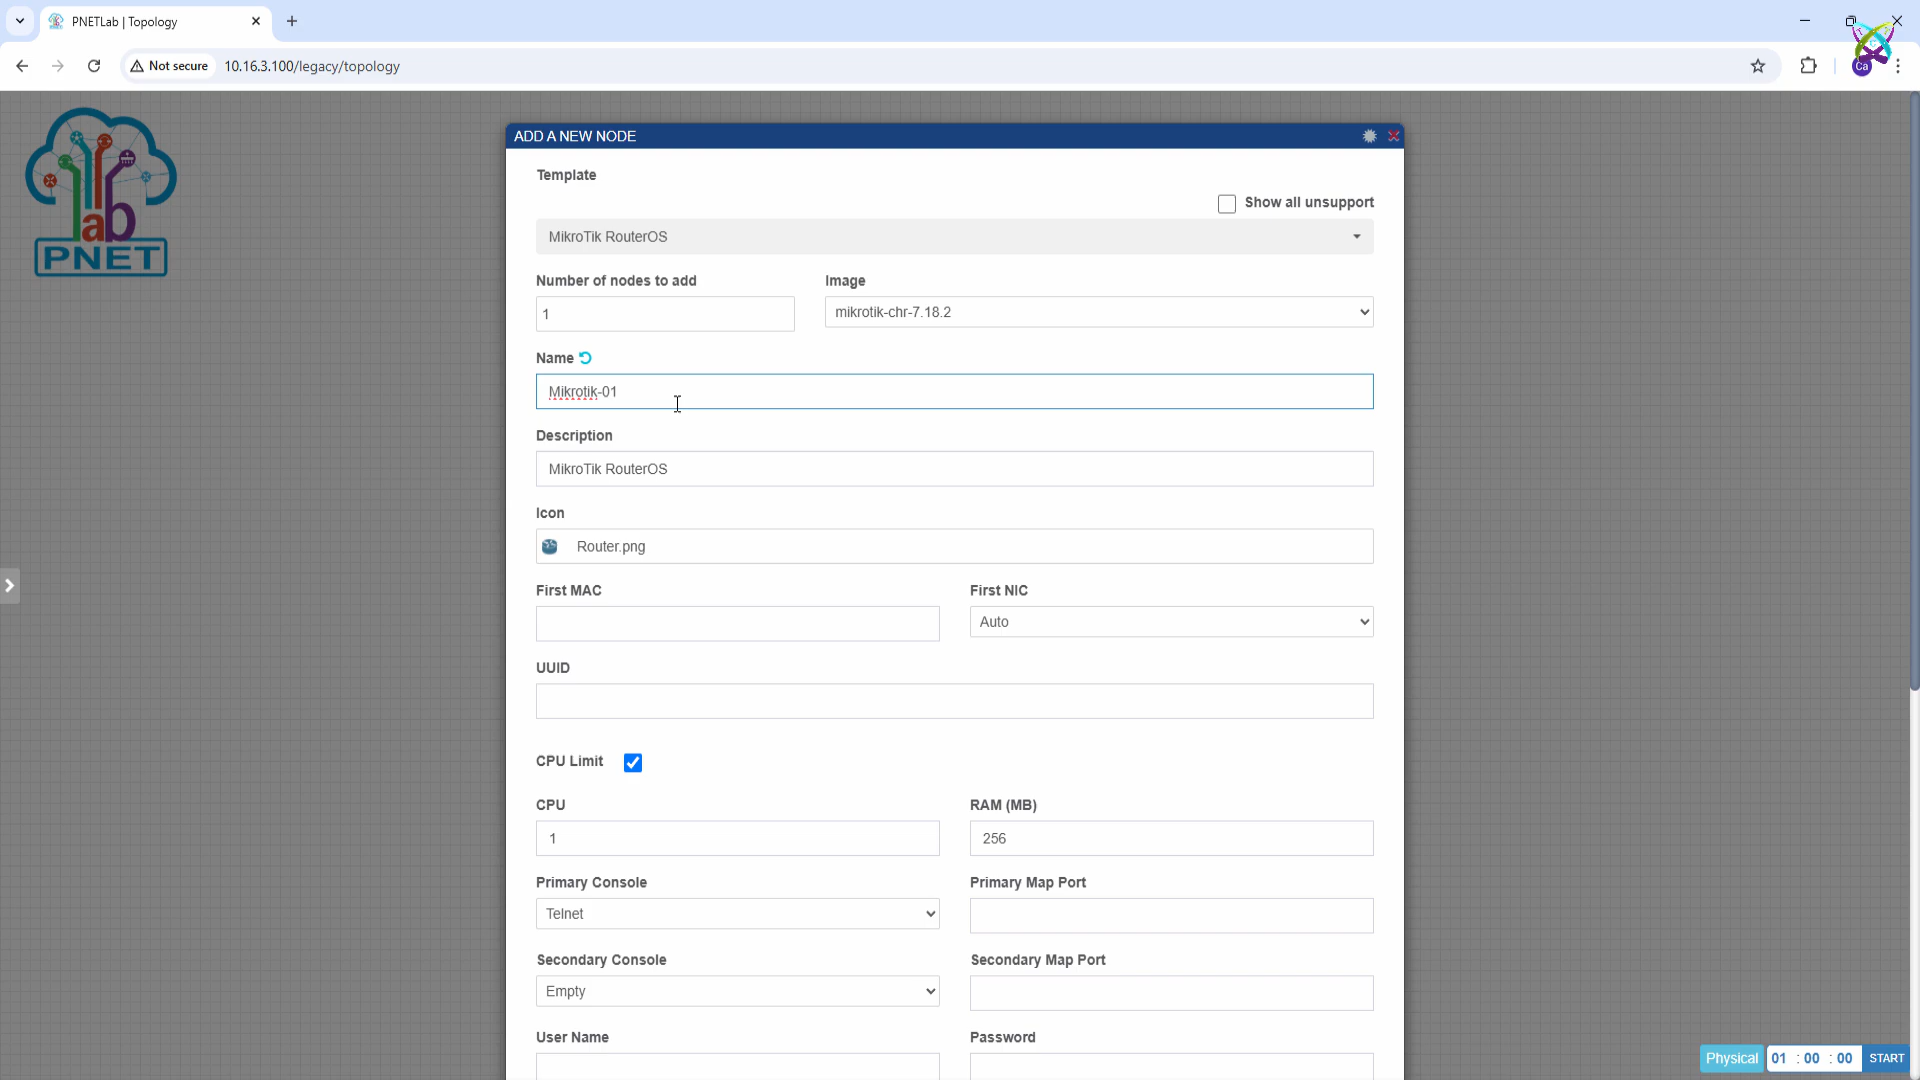 PNETLab | Topology
Not secure
10.16.3.100/legacy/topology
Ca
lab
PNET
ADD A NEW NODE
Template
Show all unsupport
MikroTik RouterOS
Number of nodes to add
Image
1
mikrotik-chr-7.18.2
Name
Mikrotik-01
Description
MikroTik RouterOS
Icon
Router.png
First MAC
First NIC
Auto
UUID
CPU Limit
CPU
RAM (MB)
1
256
Primary Console
Primary Map Port
Telnet
Secondary Console
Secondary Map Port
Empty
User Name
Password
Physical
01 : 00 : 00
START